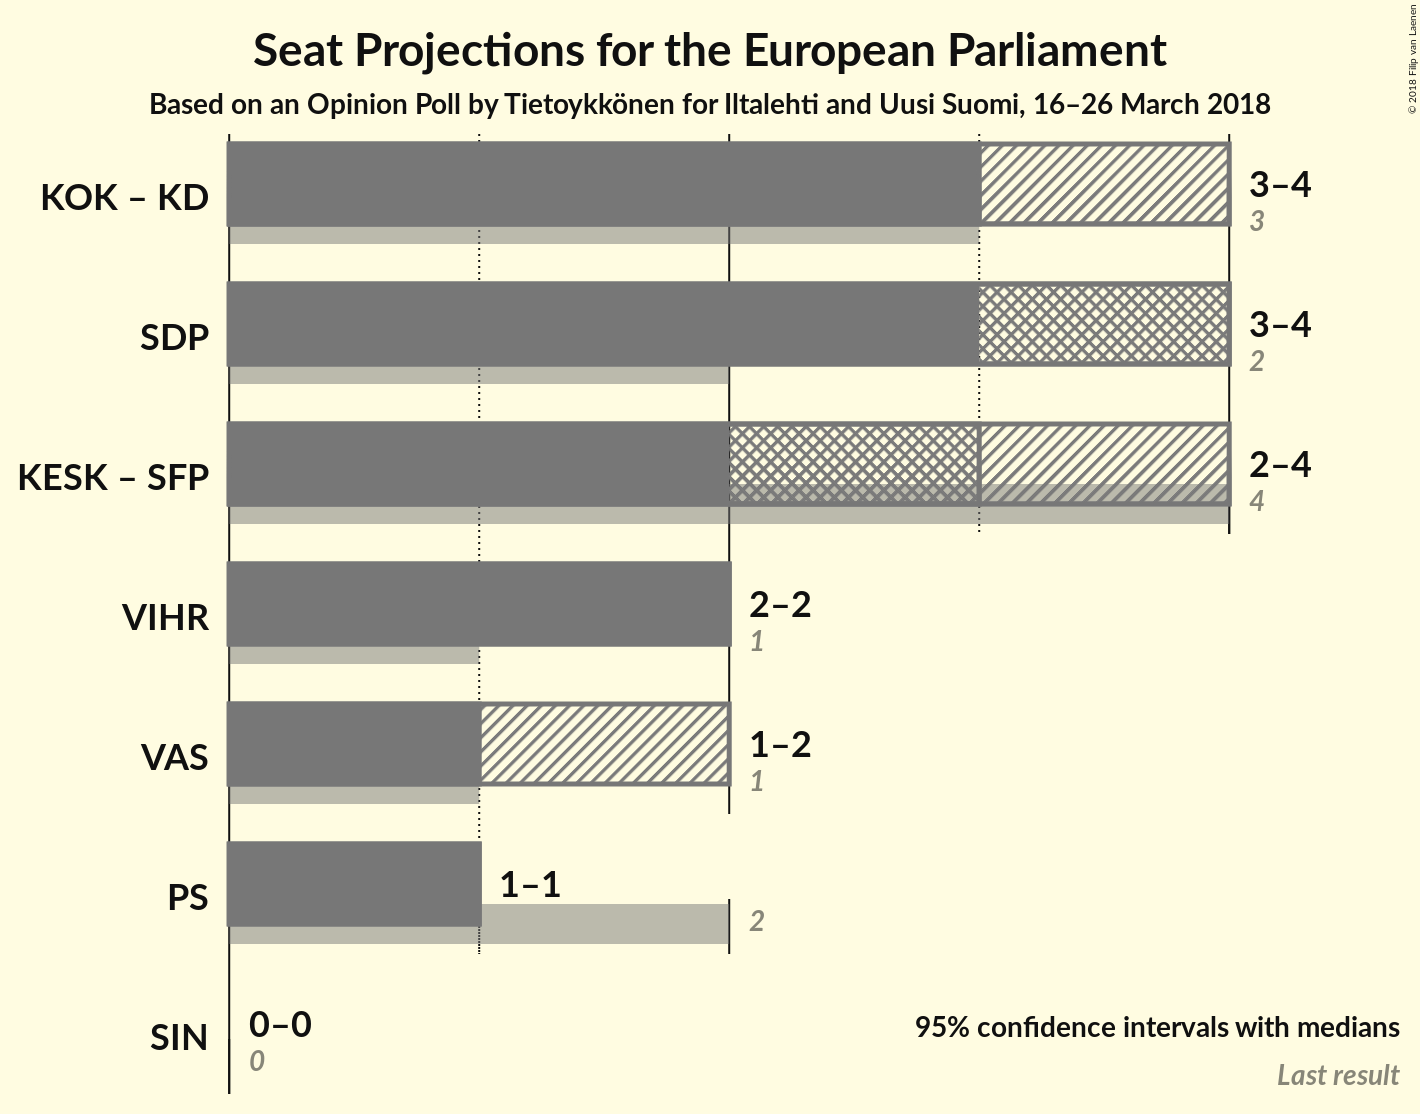 Seat Projections for the European Parliament
Based on an Opinion Poll by Tietoykkönen for Iltalehti and Uusi Suomi, 16–26 March 2018
© 2018 Filip van Laenen
KOK – KD
3–4
3
SDP
3–4
2
KESK – SFP
2–4
4
VIHR
2–2
1
VAS
1–2
1
PS
1–1
2
SIN
0–0
0
95% confidence intervals with medians
Last result